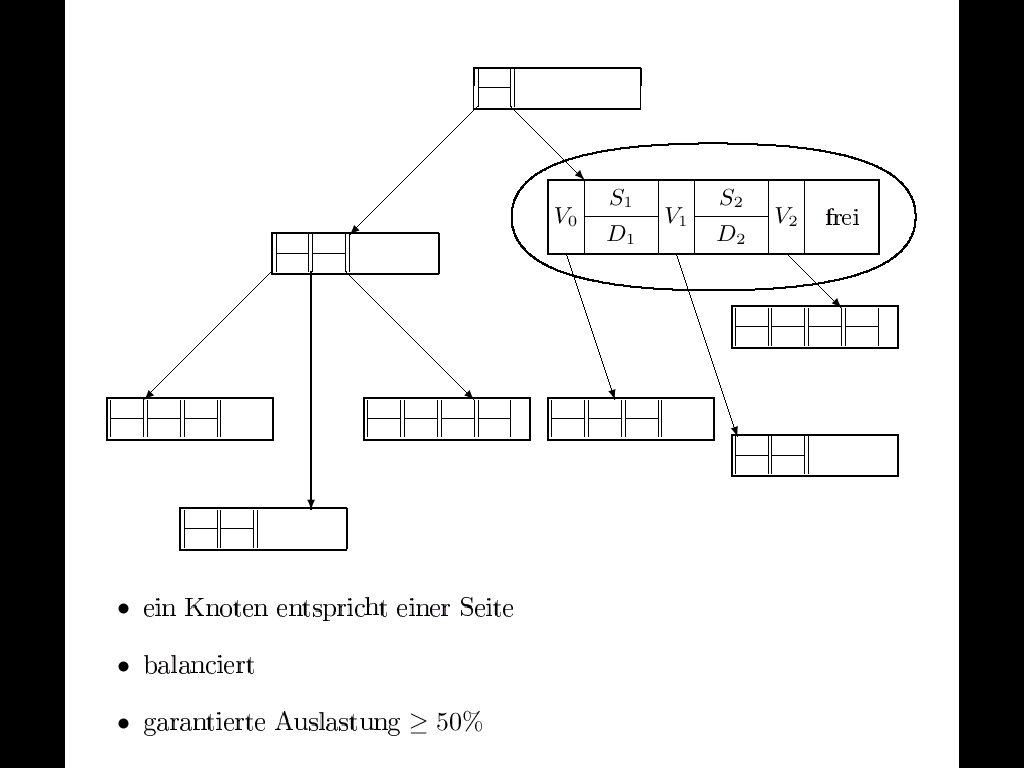 V₀ S₁ V₁ S₂ V₂ frei
D₁ D₂
• ein Knoten entspricht einer Seite
• balanciert
• garantierte Auslastung ≥ 50%